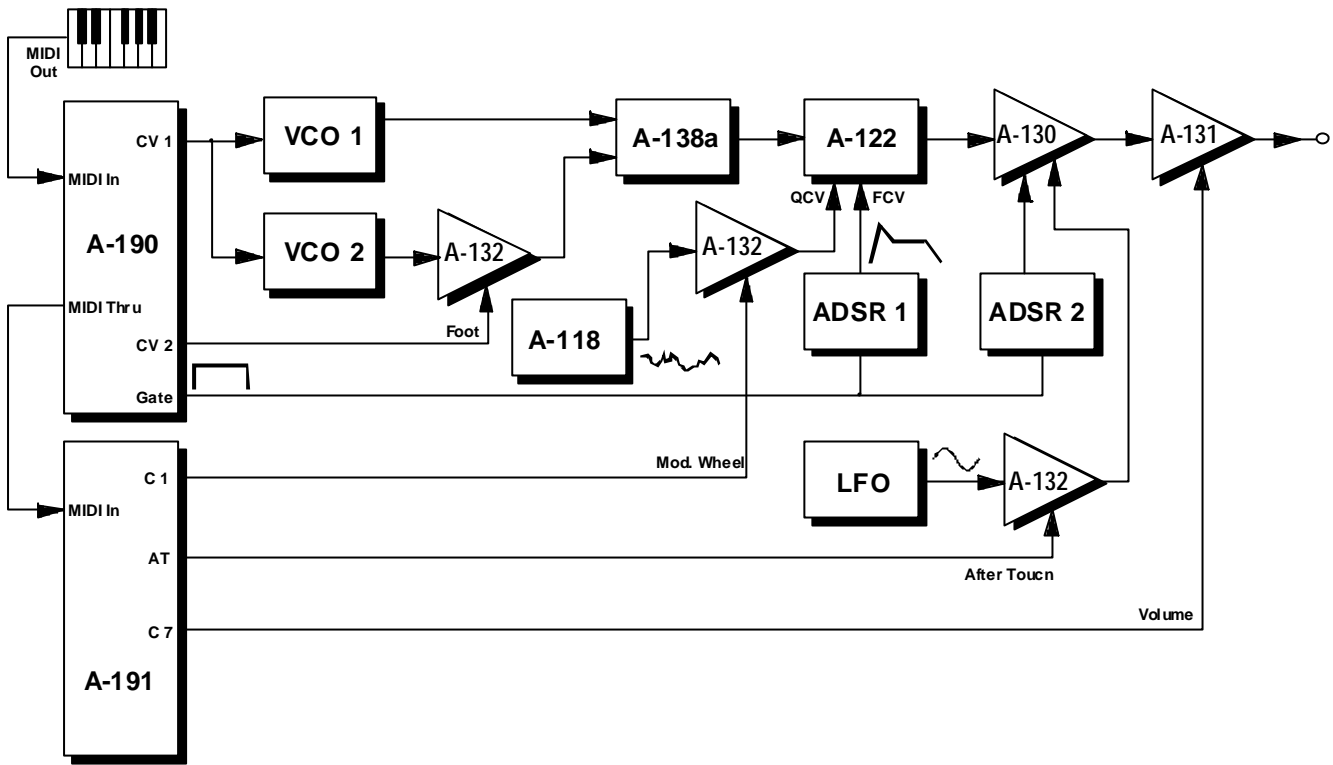 MIDI
Out
CV 1
VCO 1
A-138a
A-122
A-130
A-131
MIDI In
QCV
FCV
A-190
VCO 2
A-132
A-132
MIDI Thru
ADSR 1
ADSR 2
Foot
A-118
CV 2
Gate
Mod. Wheel
C 1
LFO
A-132
MIDI In
AT
After Toucn
Volume
C 7
A-191